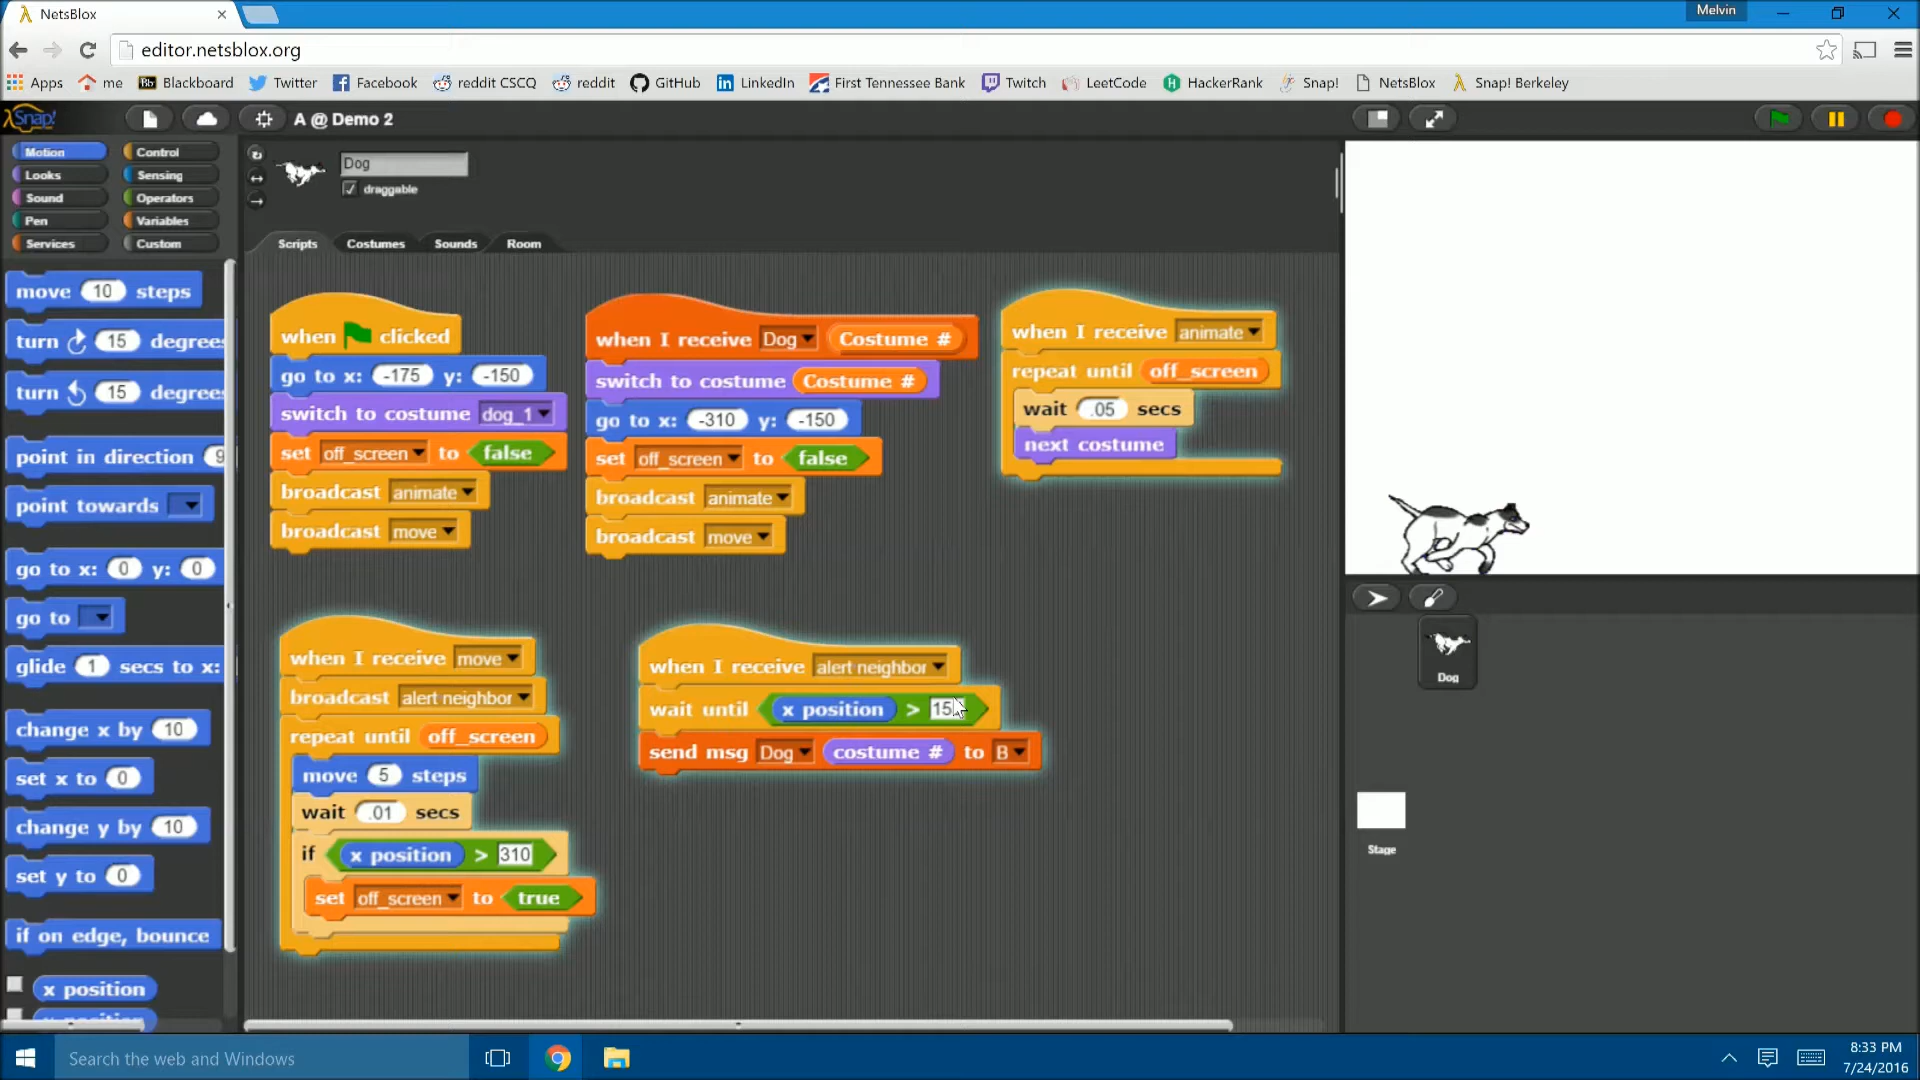 NetsBlox
Melvin
editor.netsblox.org
Apps me Blackboard Twitter Facebook reddit CSCQ reddit GitHub LinkedIn First Tennessee Bank Twitch LeetCode HackerRank Snap! NetsBlox Snap! Berkeley
Snap!
A @ Demo 2
Motion Control
Looks Sensing
Sound Operators
Pen Variables
Services Custom
Dog
draggable
Scripts Costumes Sounds Room
move 10 steps
turn 15 degrees
turn 15 degrees
point in direction 9
point towards
go to x: 0 y: 0
go to
glide 1 secs to x:
change x by 10
set x to 0
change y by 10
set y to 0
if on edge, bounce
x position
when clicked
go to x: -175 y: -150
switch to costume dog_1
set off_screen to false
broadcast animate
broadcast move
when I receive Dog Costume #
switch to costume Costume #
go to x: -310 y: -150
set off_screen to false
broadcast animate
broadcast move
when I receive animate
repeat until off_screen
wait .05 secs
next costume
when I receive move
broadcast alert neighbor
repeat until off_screen
move 5 steps
wait .01 secs
if x position > 310
set off_screen to true
when I receive alert neighbor
wait until x position >
send msg Dog costume # to B
Dog
Stage
Search the web and Windows
8:33 PM
7/24/2016